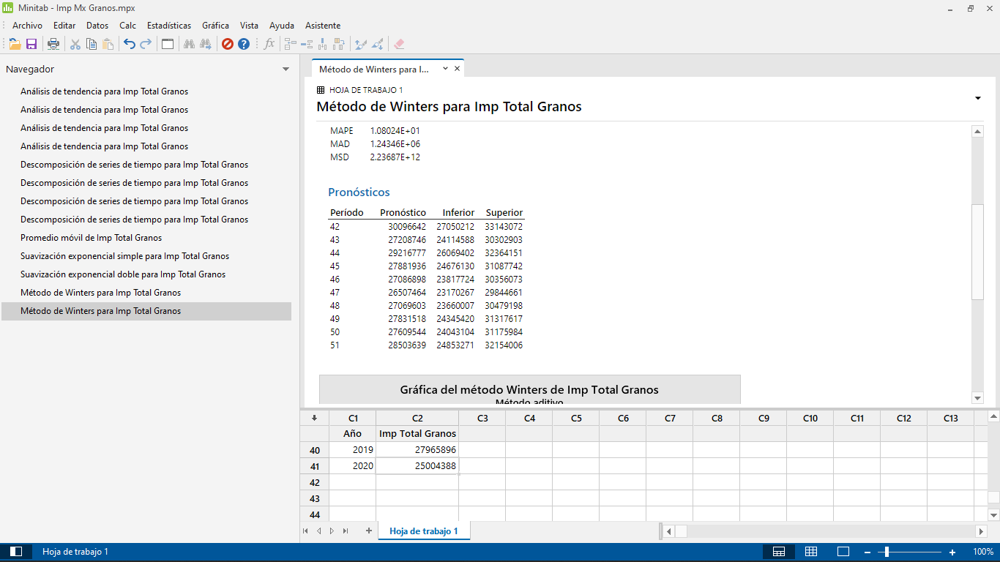 Minitab - Imp Mx Granos.mpx
Archivo Editar Datos Calc Estadísticas Gráfica Vista Ayuda Asistente
Navegador
Análisis de tendencia para Imp Total Granos
Análisis de tendencia para Imp Total Granos
Análisis de tendencia para Imp Total Granos
Análisis de tendencia para Imp Total Granos
Descomposición de series de tiempo para Imp Total Granos
Descomposición de series de tiempo para Imp Total Granos
Descomposición de series de tiempo para Imp Total Granos
Descomposición de series de tiempo para Imp Total Granos
Promedio móvil de Imp Total Granos
Suavización exponencial simple para Imp Total Granos
Suavización exponencial doble para Imp Total Granos
Método de Winters para Imp Total Granos
Método de Winters para Imp Total Granos
Método de Winters para I...
HOJA DE TRABAJO 1
Método de Winters para Imp Total Granos
MAPE 1.08024E+01
MAD 1.24346E+06
MSD 2.23687E+12
Pronósticos
Período Pronóstico Inferior Superior
42 30096642 27050212 33143072
43 27208746 24114588 30302903
44 29216777 26069402 32364151
45 27881936 24676130 31087742
46 27086898 23817724 30356073
47 26507464 23170267 29844661
48 27069603 23660007 30479198
49 27831518 24345420 31317617
50 27609544 24043104 31175984
51 28503639 24853271 32154006
Gráfica del método Winters de Imp Total Granos
Método aditivo
C1 C2 C3 C4 C5 C6 C7 C8 C9 C10 C11 C12 C13
Año Imp Total Granos
40 2019 27965896
41 2020 25004388
42
43
44
Hoja de trabajo 1
Hoja de trabajo 1
100%